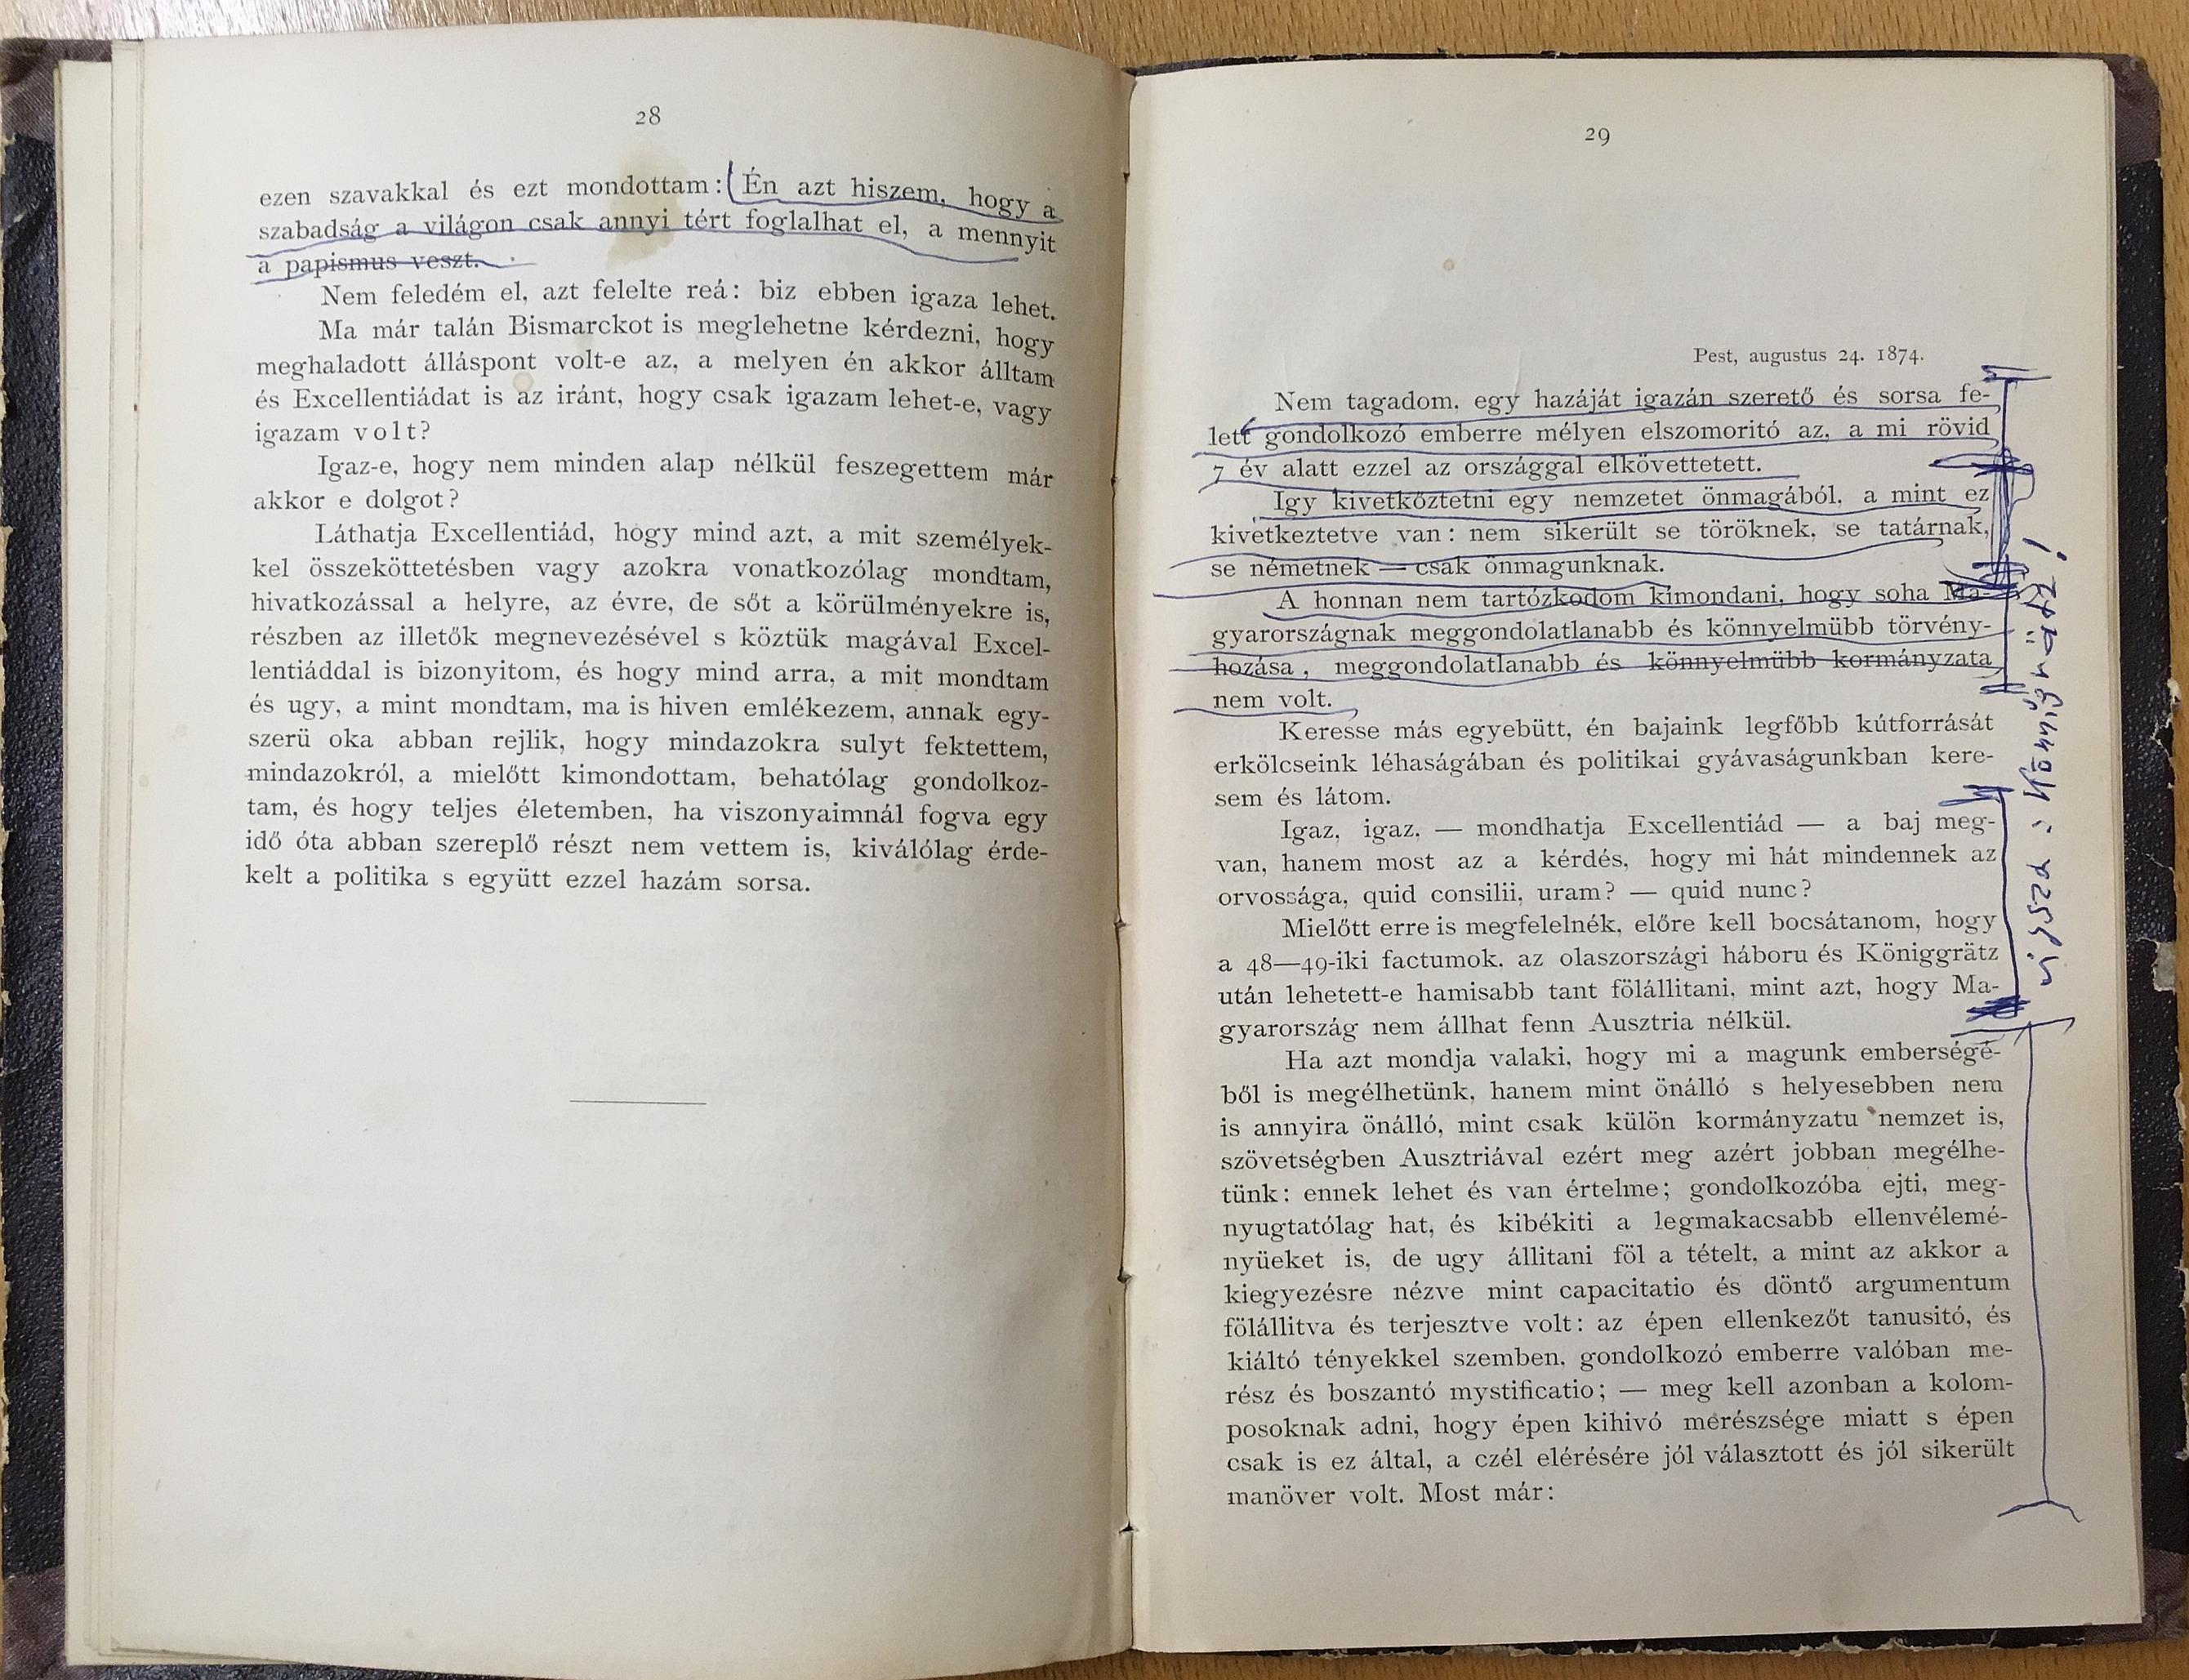 28
ezen szavakkal és ezt mondottam: Én azt hiszem, hogy a
szabadság a világon csak annyi tért foglalhat el, a mennyit
a papismus veszt.
Nem feledém el, azt felelte reá: biz ebben igaza lehet.
Ma már talán Bismarckot is meglehetne kérdezni, hogy
meghaladott álláspont volt-e az, a melyen én akkor álltam
és Excellentiádat is az iránt, hogy csak igazam lehet-e, vagy
igazam volt?
Igaz-e, hogy nem minden alap nélkül feszegettem már
akkor e dolgot?
Láthatja Excellentiád, hogy mind azt, a mit személyek-
kel összeköttetésben vagy azokra vonatkozólag mondtam,
hivatkozással a helyre, az évre, de sőt a körülményekre is,
részben az illetők megnevezésével s köztük magával Excel-
lentiáddal is bizonyitom, és hogy mind arra, a mit mondtam
és ugy, a mint mondtam, ma is hiven emlékezem, annak egy-
szerü oka abban rejlik, hogy mindazokra sulyt fektettem,
mindazokról, a mielőtt kimondottam, behatólag gondolkoz-
tam, és hogy teljes életemben, ha viszonyaimnál fogva egy
idő óta abban szereplő részt nem vettem is, kiválólag érde-
kelt a politika s együtt ezzel hazám sorsa.
29
Pest, augustus 24. 1874.
Nem tagadom, egy hazáját igazán szerető és sorsa fe-
lett gondolkozó emberre mélyen elszomoritó az, a mi rövid
7 év alatt ezzel az országgal elkövettetett.
Igy kivetkőztetni egy nemzetet önmagából, a mint ez
kivetkeztetve van: nem sikerült se töröknek, se tatárnak,
se németnek — csak önmagunknak.
A honnan nem tartózkodom kimondani, hogy soha Ma-
gyarországnak meggondolatlanabb és könnyelmübb törvény-
hozása, meggondolatlanabb és könnyelmübb kormányzata
nem volt.
Keresse más egyebütt, én bajaink legfőbb kútforrását
erkölcseink léhaságában és politikai gyávaságunkban kere-
sem és látom.
Igaz, igaz, — mondhatja Excellentiád — a baj meg-
van, hanem most az a kérdés, hogy mi hát mindennek az
orvossága, quid consilii, uram? — quid nunc?
Mielőtt erre is megfelelnék, előre kell bocsátanom, hogy
a 48—49-iki factumok, az olaszországi háboru és Königgrätz
után lehetett-e hamisabb tant fölállitani, mint azt, hogy Ma-
gyarország nem állhat fenn Ausztria nélkül.
Ha azt mondja valaki, hogy mi a magunk emberségé-
ből is megélhetünk, hanem mint önálló s helyesebben nem
is annyira önálló, mint csak külön kormányzatu nemzet is,
szövetségben Ausztriával ezért meg azért jobban megélhe-
tünk: ennek lehet és van értelme; gondolkozóba ejti, meg-
nyugtatólag hat, és kibékiti a legmakacsabb ellenvélemé-
nyüeket is, de ugy állitani föl a tételt, a mint az akkor a
kiegyezésre nézve mint capacitatio és döntő argumentum
fölállitva és terjesztve volt: az épen ellenkezőt tanusitó, és
kiáltó tényekkel szemben, gondolkozó emberre valóban me-
rész és boszantó mystificatio; — meg kell azonban a kolom-
posoknak adni, hogy épen kihivó merészsége miatt s épen
csak is ez által, a czél elérésére jól választott és jól sikerült
manöver volt. Most már: